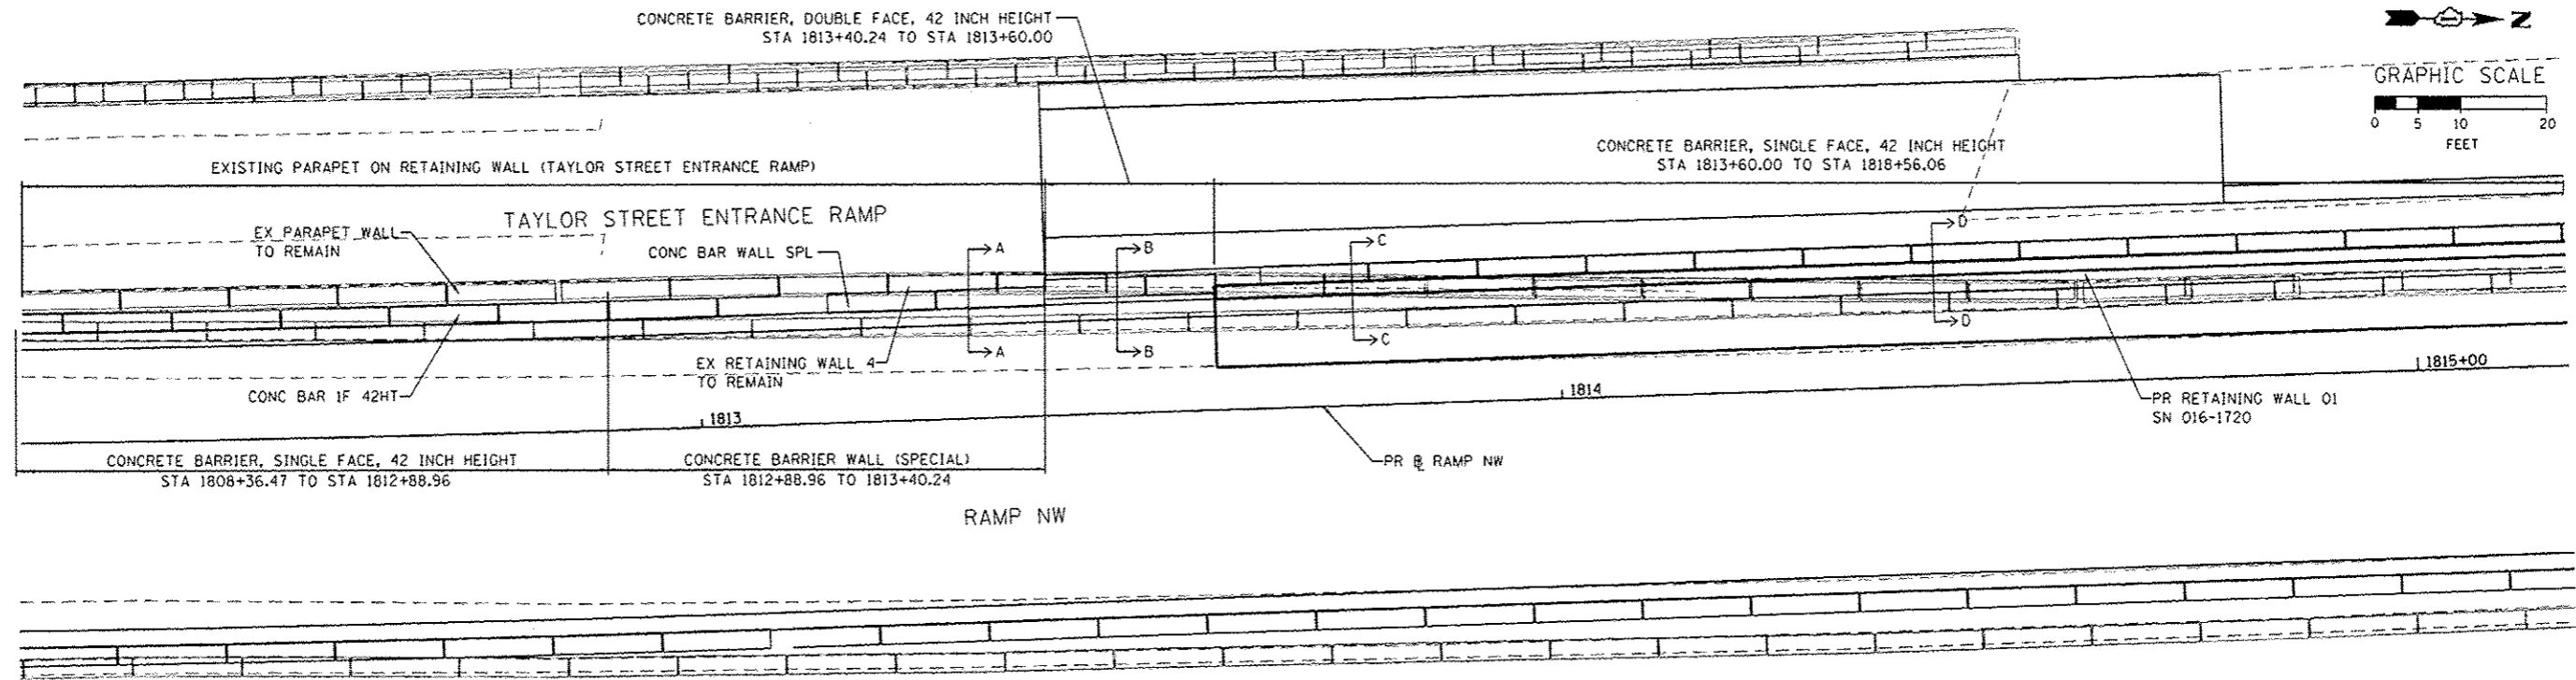 CONCRETE BARRIER, DOUBLE FACE, 42 INCH HEIGHT
STA 1813+40.24 TO STA 1813+60.00
N
GRAPHIC SCALE
0 5 10 20
FEET
CONCRETE BARRIER, SINGLE FACE, 42 INCH HEIGHT
STA 1813+60.00 TO STA 1818+56.06
EXISTING PARAPET ON RETAINING WALL (TAYLOR STREET ENTRANCE RAMP)
TAYLOR STREET ENTRANCE RAMP
EX PARAPET WALL
TO REMAIN
CONC BAR WALL SPL
A
B
C
D
A
B
C
D
EX RETAINING WALL 4
TO REMAIN
CONC BAR 1F 42HT
1813
1814
1815+00
PR RETAINING WALL 01
SN 016-1720
CONCRETE BARRIER, SINGLE FACE, 42 INCH HEIGHT
STA 1808+36.47 TO STA 1812+88.96
CONCRETE BARRIER WALL (SPECIAL)
STA 1812+88.96 TO 1813+40.24
PR ⅊ RAMP NW
RAMP NW